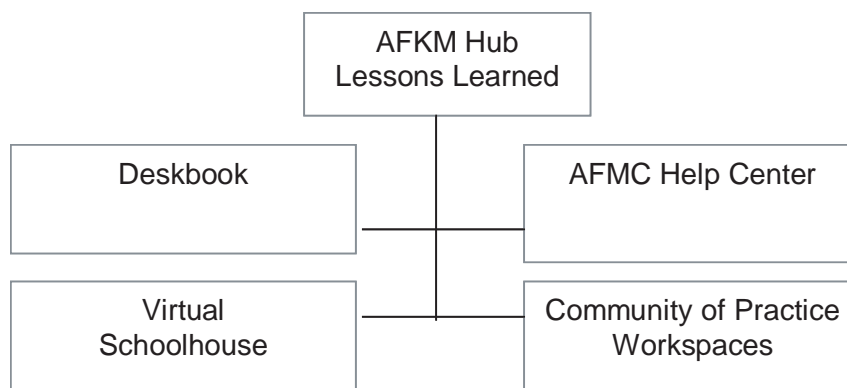 AFKM Hub
Lessons Learned
Deskbook
AFMC Help Center
Virtual
Schoolhouse
Community of Practice
Workspaces